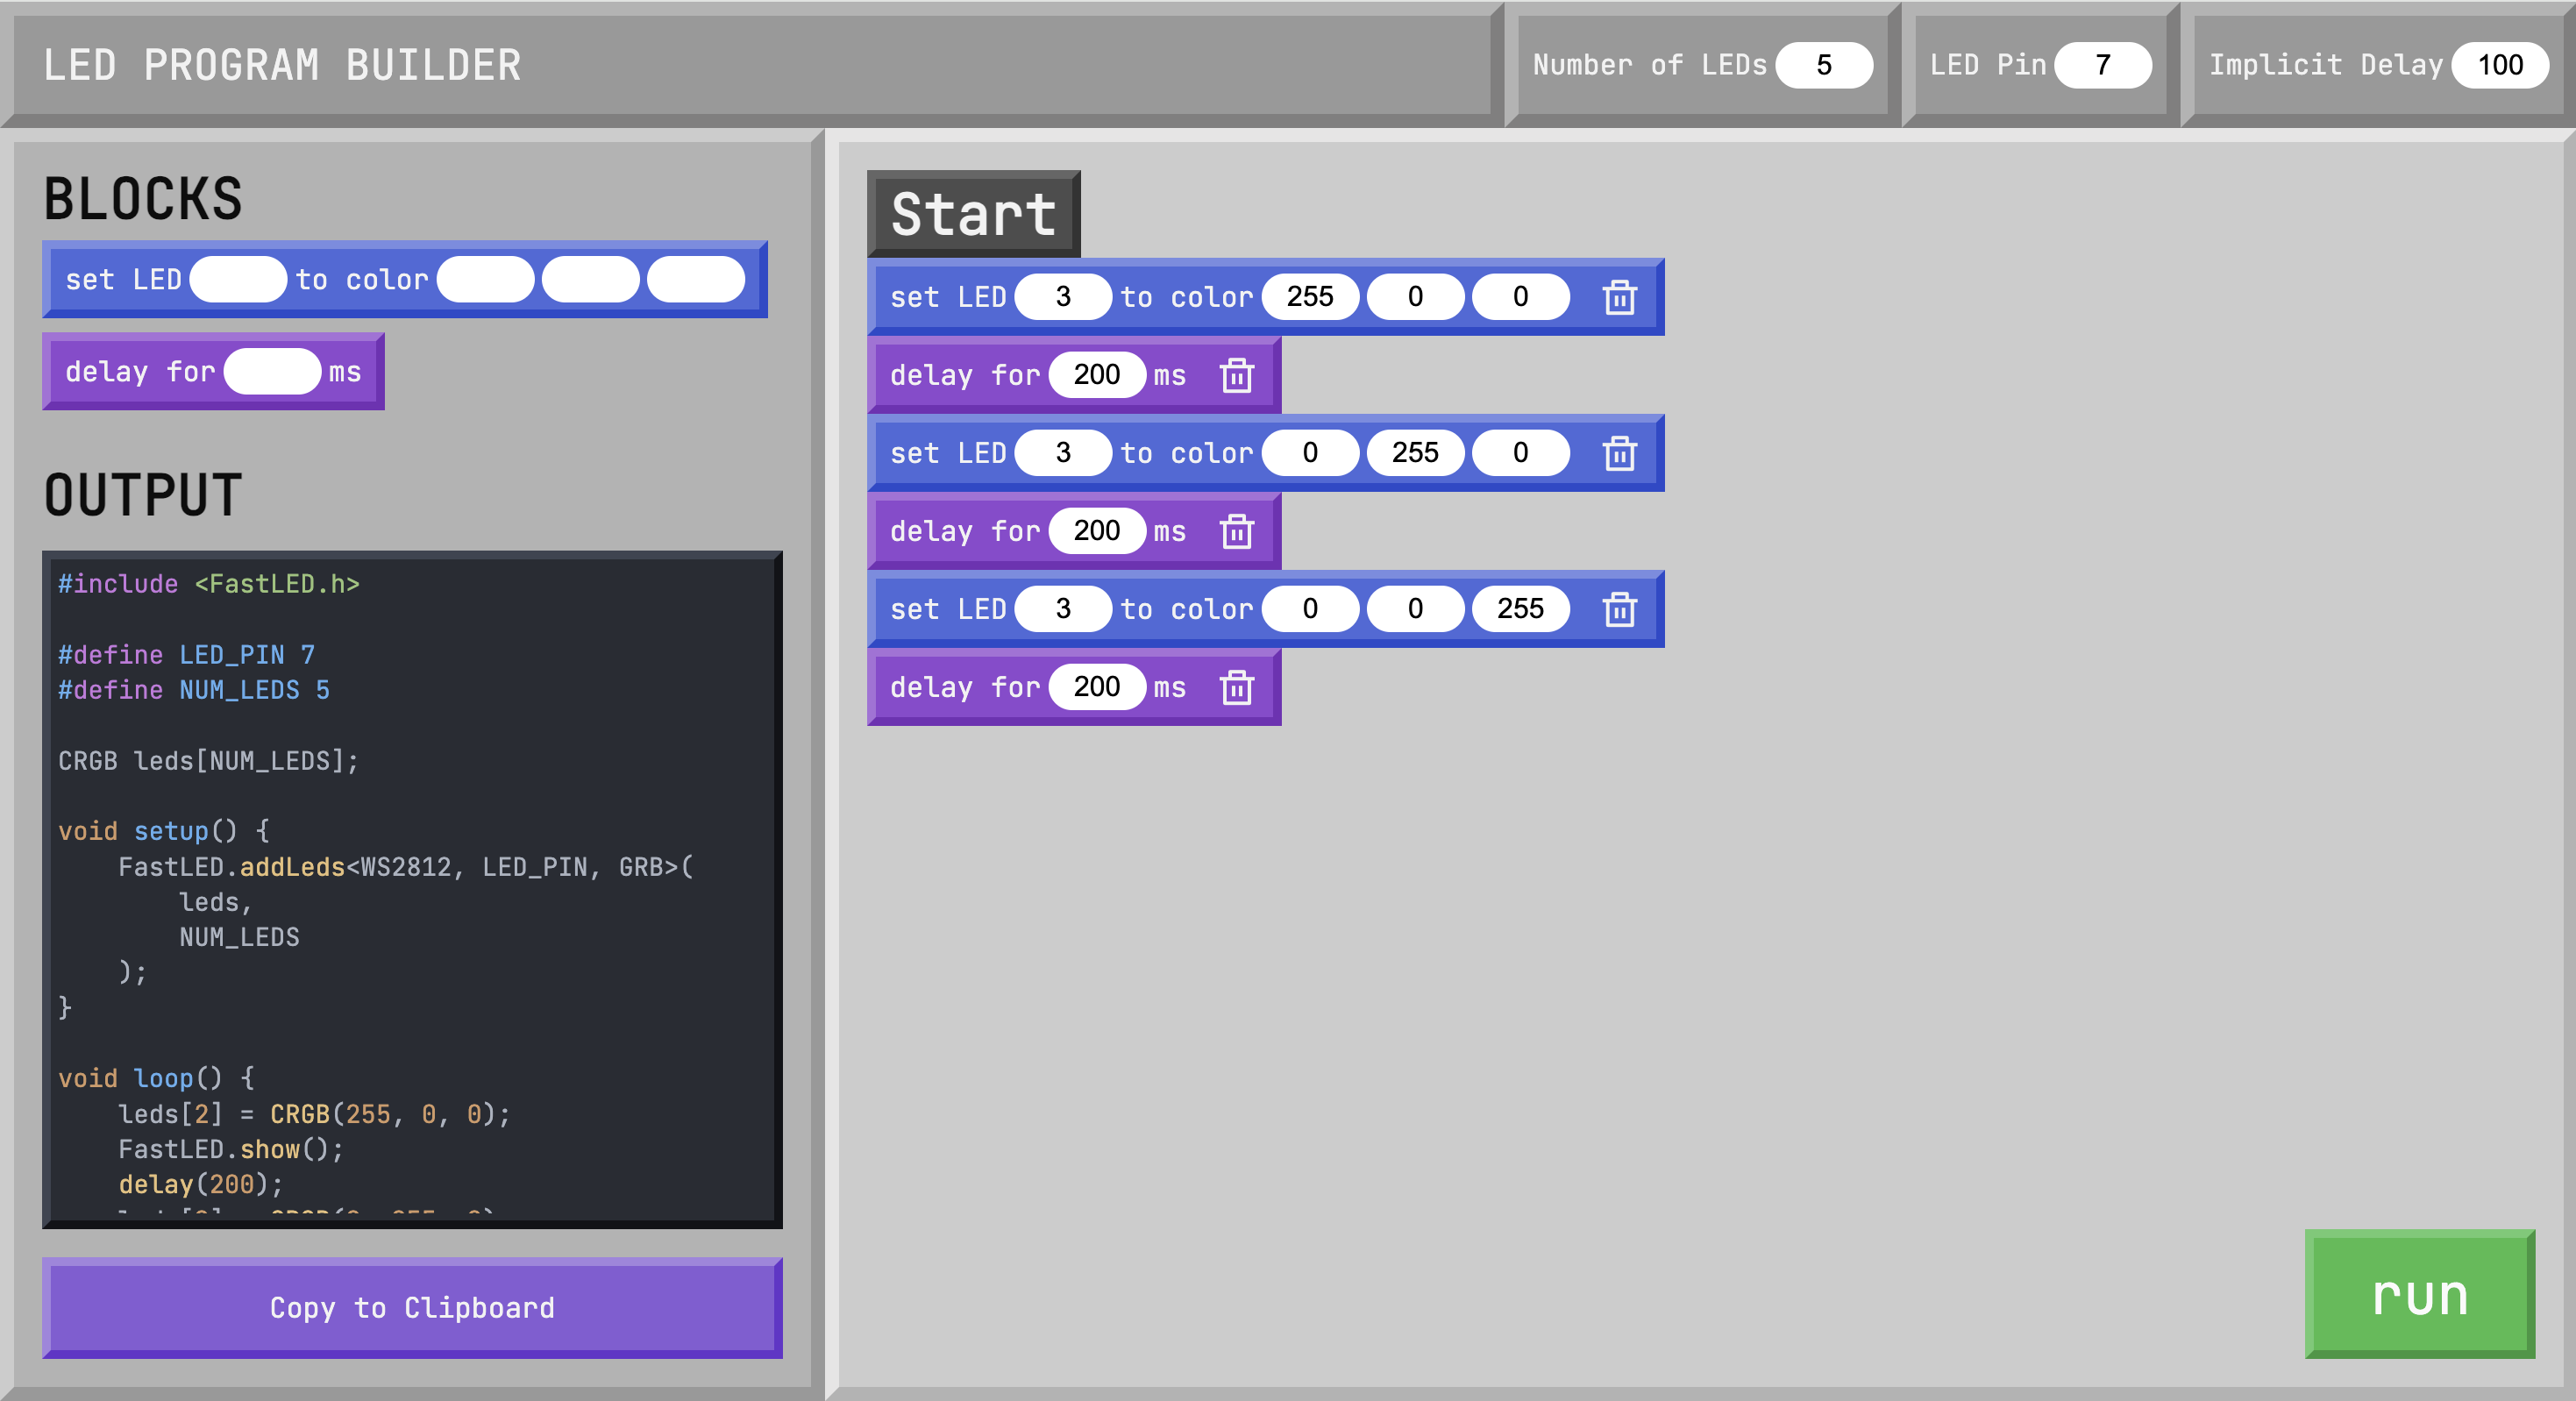 LED PROGRAM BUILDER
Number of LEDs 5
LED Pin 7
Implicit Delay 100
BLOCKS
set LED to color
delay for ms
OUTPUT
#include <FastLED.h>
#define LED_PIN 7
#define NUM_LEDS 5
CRGB leds[NUM_LEDS];
void setup() {
FastLED.addLeds<WS2812, LED_PIN, GRB>(
leds,
NUM_LEDS
);
}
void loop() {
leds[2] = CRGB(255, 0, 0);
FastLED.show();
delay(200);
Copy to Clipboard
Start
set LED 3 to color 255 0 0
delay for 200 ms
set LED 3 to color 0 255 0
delay for 200 ms
set LED 3 to color 0 0 255
delay for 200 ms
run